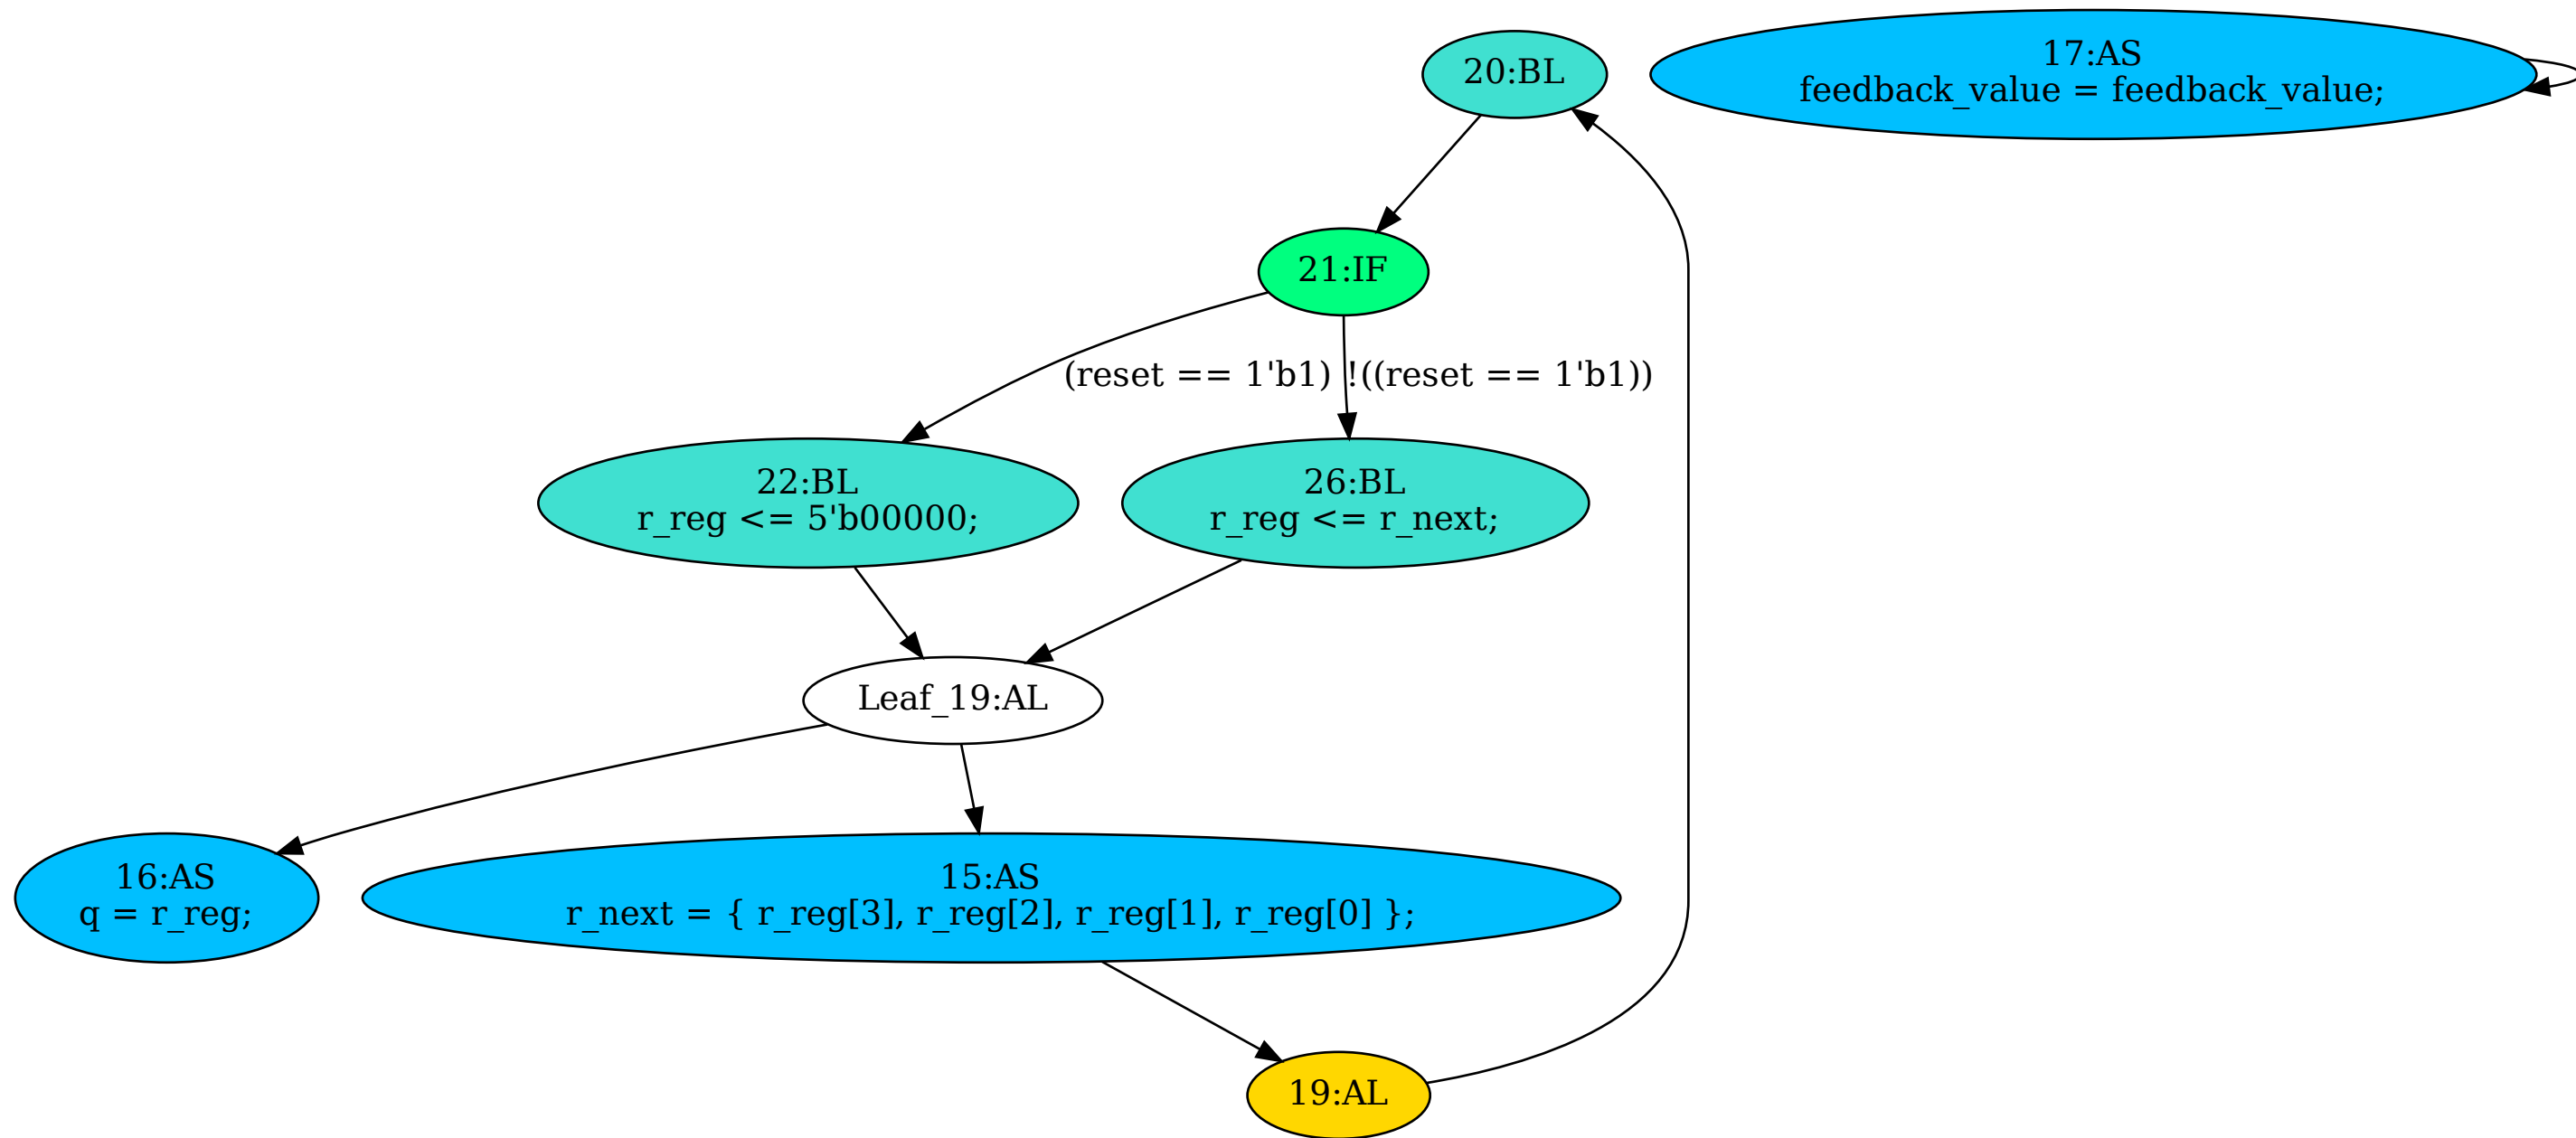 20:BL
17:AS
feedback_value = feedback_value;
21:IF
(reset == 1'b1)
!((reset == 1'b1))
22:BL
r_reg <= 5'b00000;
26:BL
r_reg <= r_next;
Leaf_19:AL
16:AS
q = r_reg;
15:AS
r_next = { r_reg[3], r_reg[2], r_reg[1], r_reg[0] };
19:AL